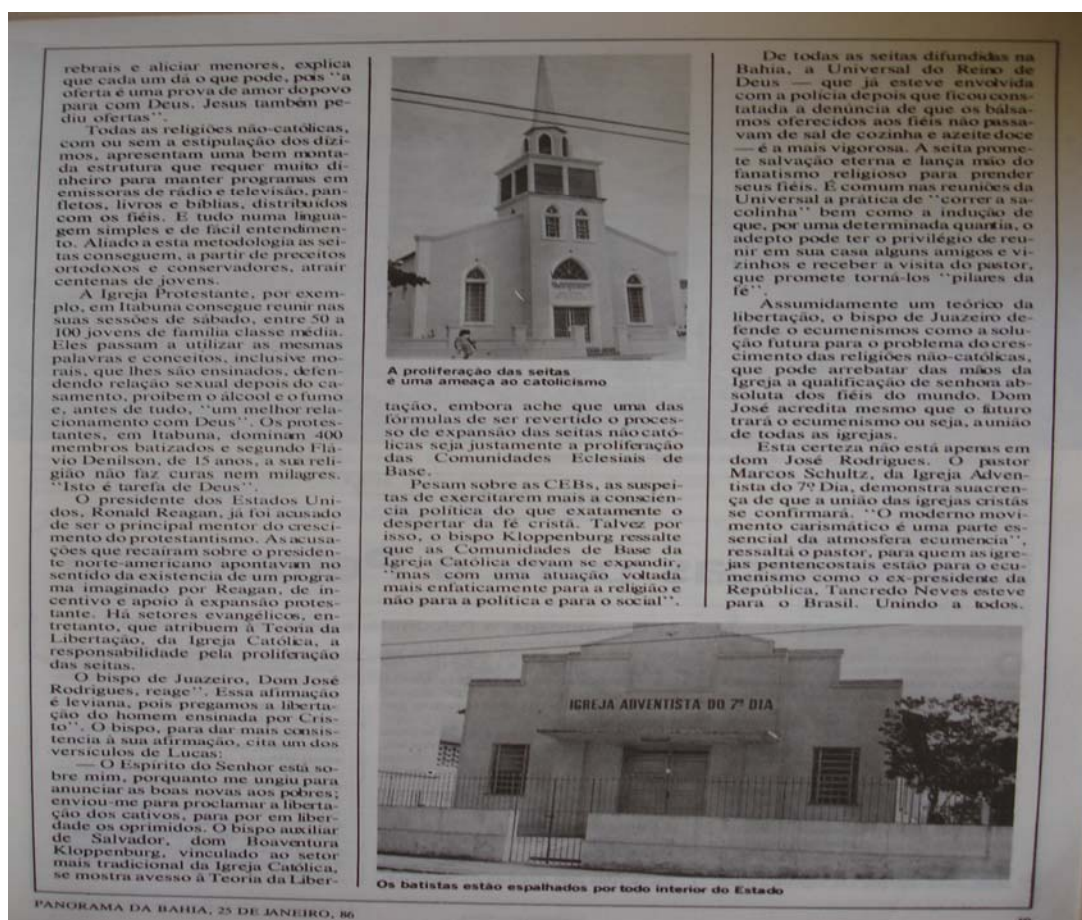 rebrais e aliciar menores, explica
que cada um dá o que pode, pois "a
oferta é uma prova de amor do povo
para com Deus. Jesus também pe-
diu ofertas".
Todas as religiões não-católicas,
com ou sem a estipulação dos dízi-
mos, apresentam uma bem monta-
da estrutura que requer muito di-
nheiro para manter programas em
emissoras de rádio e televisão, pan-
fletos, livros e bíblias, distribuídos
com os fiéis. E tudo numa lingua-
gem simples e de fácil entendimen-
to. Aliado a esta metodologia as sei-
tas conseguem, a partir de preceitos
ortodoxos e conservadores, atrair
centenas de jovens.
A Igreja Protestante, por exem-
plo, em Itabuna consegue reunir nas
suas sessões de sábado, entre 50 a
100 jovens de família classe média.
Eles passam a utilizar as mesmas
palavras e conceitos, inclusive mo-
rais, que lhes são ensinados, defen-
dendo relação sexual depois do ca-
samento, proíbem o álcool e o fumo
e, antes de tudo, "um melhor rela-
cionamento com Deus". Os protes-
tantes, em Itabuna, dominam 400
membros batizados e segundo Flá-
vio Denilson, de 15 anos, a sua reli-
gião não faz curas nem milagres.
"Isto é tarefa de Deus".
O presidente dos Estados Uni-
dos, Ronald Reagan, já foi acusado
de ser o principal mentor do cresci-
mento do protestantismo. As acusa-
ções que recaíram sobre o presiden-
te norte-americano apontavam no
sentido da existencia de um progra-
ma imaginado por Reagan, de in-
centivo e apoio à expansão protes-
tante. Há setores evangélicos, en-
tretanto, que atribuem à Teoria da
Libertação, da Igreja Católica, a
responsabilidade pela proliferação
das seitas.
O bispo de Juazeiro, Dom José
Rodrigues, reage". Essa afirmação
é leviana, pois pregamos a liberta-
ção do homem ensinada por Cris-
to". O bispo, para dar mais consis-
tencia à sua afirmação, cita um dos
versículos de Lucas:
— O Espírito do Senhor está so-
bre mim, porquanto me ungiu para
anunciar as boas novas aos pobres;
enviou-me para proclamar a liberta-
ção dos cativos, para por em liber-
dade os oprimidos. O bispo auxiliar
de Salvador, dom Boaventura
Kloppenburg, vinculado ao setor
mais tradicional da Igreja Católica,
se mostra avesso à Teoria da Liber-
A proliferação das seitas
é uma ameaça ao catolicismo
tação, embora ache que uma das
fórmulas de ser revertido o proces-
so de expansão das seitas não cató-
licas seja justamente a proliferação
das Comunidades Eclesiais de
Base.
Pesam sobre as CEBs, as suspei-
tas de exercitarem mais a consciên-
cia política do que exatamente o
despertar da fé cristã. Talvez por
isso, o bispo Kloppenburg ressalte
que as Comunidades de Base da
Igreja Católica devam se expandir,
"mas com uma atuação voltada
mais enfaticamente para a religião e
não para a política e para o social".
De todas as seitas difundidas na
Bahia, a Universal do Reino de
Deus — que já esteve envolvida
com a polícia depois que ficou cons-
tatada a denúncia de que os bálsa-
mos oferecidos aos fiéis não passa-
vam de sal de cozinha e azeite doce
— é a mais vigorosa. A seita prome-
te salvação eterna e lança mão do
fanatismo religioso para prender
seus fiéis. É comum nas reuniões da
Universal a prática de "correr a sa-
colinha" bem como a indução de
que, por uma determinada quantia, o
adepto pode ter o privilégio de reu-
nir em sua casa alguns amigos e vi-
zinhos e receber a visita do pastor,
que promete torná-los "pilares da
fé".
Assumidamente um teórico da
libertação, o bispo de Juazeiro de-
fende o ecumenismos como a solu-
ção futura para o problema do cres-
cimento das religiões não-católicas,
que pode arrebatar das mãos da
Igreja a qualificação de senhora ab-
soluta dos fiéis do mundo. Dom
José acredita mesmo que o futuro
trará o ecumenismo ou seja, a união
de todas as igrejas.
Esta certeza não está apenas em
dom José Rodrigues. O pastor
Marcos Schultz, da Igreja Adven-
tista do 7º Dia, demonstra sua cren-
ça de que a união das igrejas cristãs
se confirmará. "O moderno movi-
mento carismático é uma parte es-
sencial da atmosfera ecumencia",
ressaltá o pastor, para quem as igre-
jas pentencostais estão para o ecu-
menismo como o ex-presidente da
República, Tancredo Neves esteve
para o Brasil. Unindo a todos.
IGREJA ADVENTISTA DO 7º DIA
Os batistas estão espalhados por todo interior do Estado
PANORAMA DA BAHIA, 25 DE JANEIRO, 86